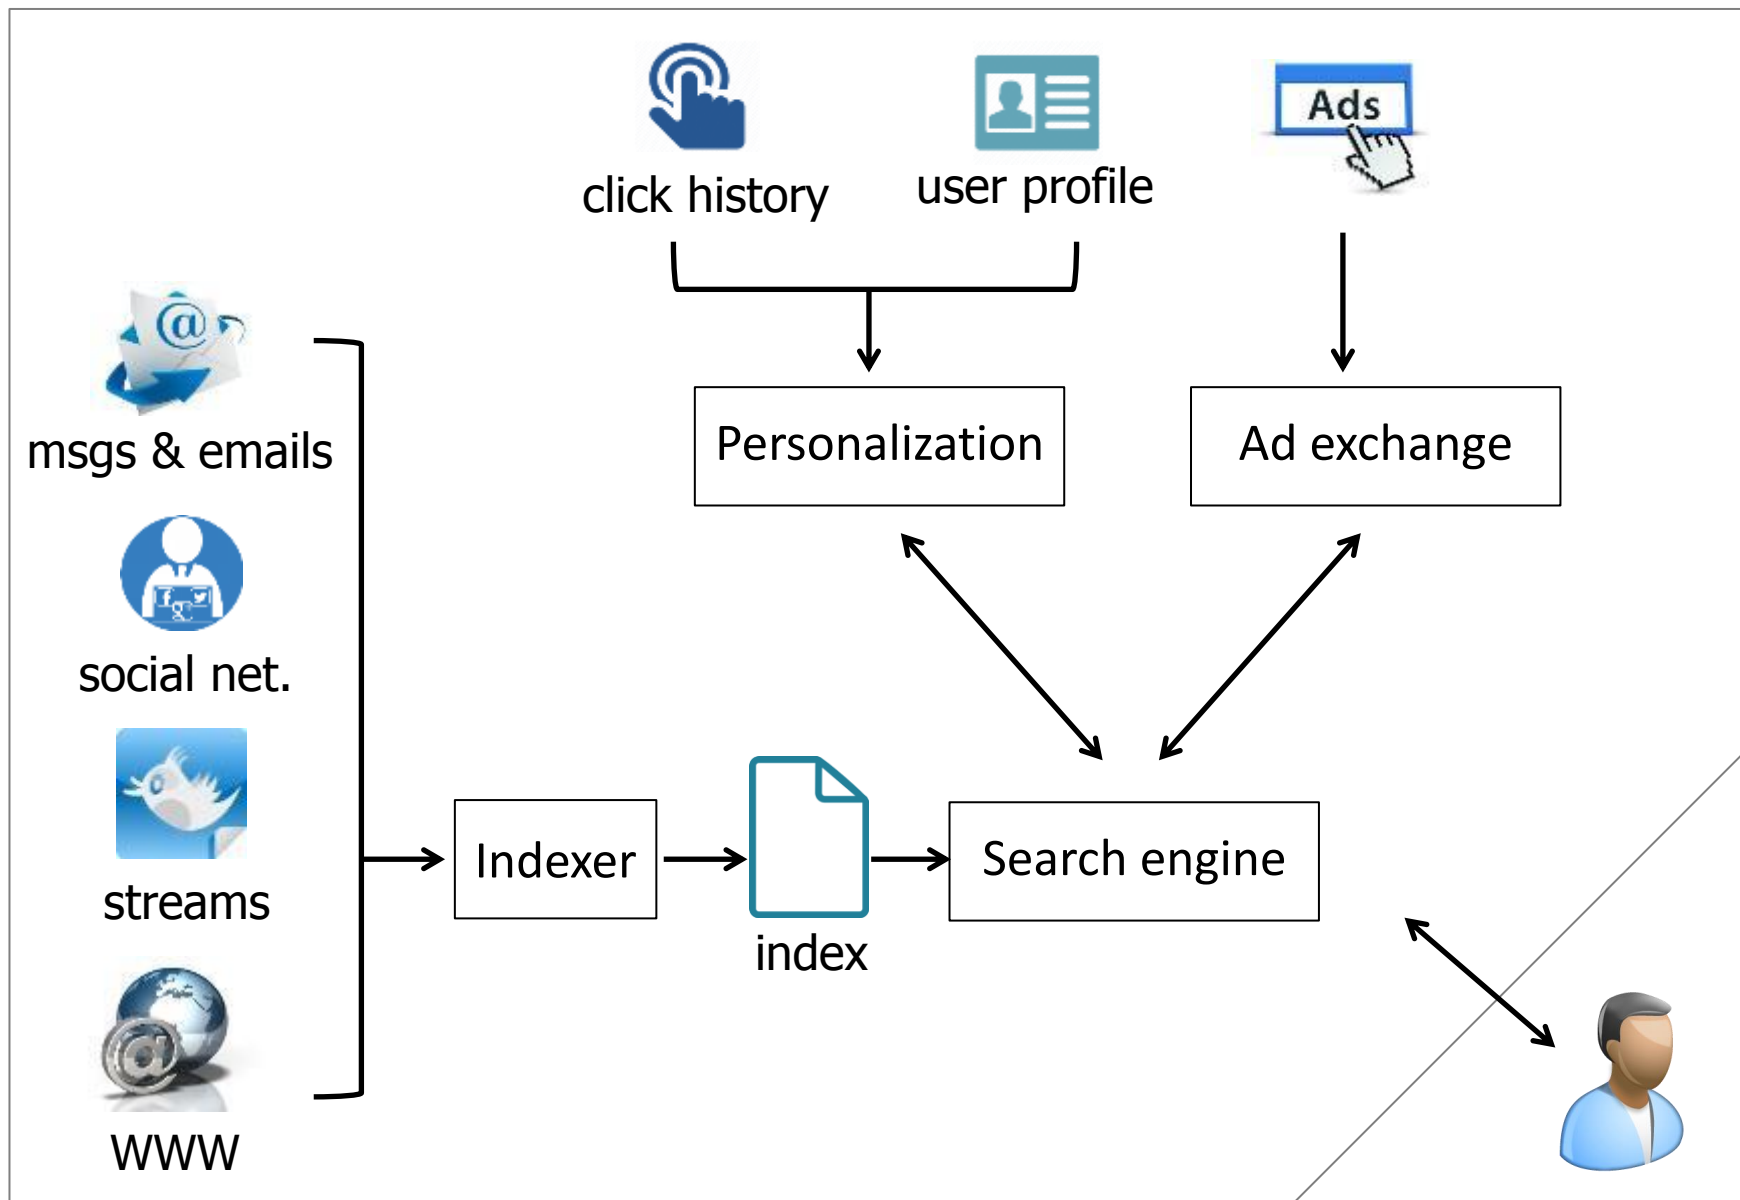 Ads
click history
user profile
@
msgs & emails
Personalization
Ad exchange
f
g
social net.
Indexer
Search engine
streams
index
@
WWW